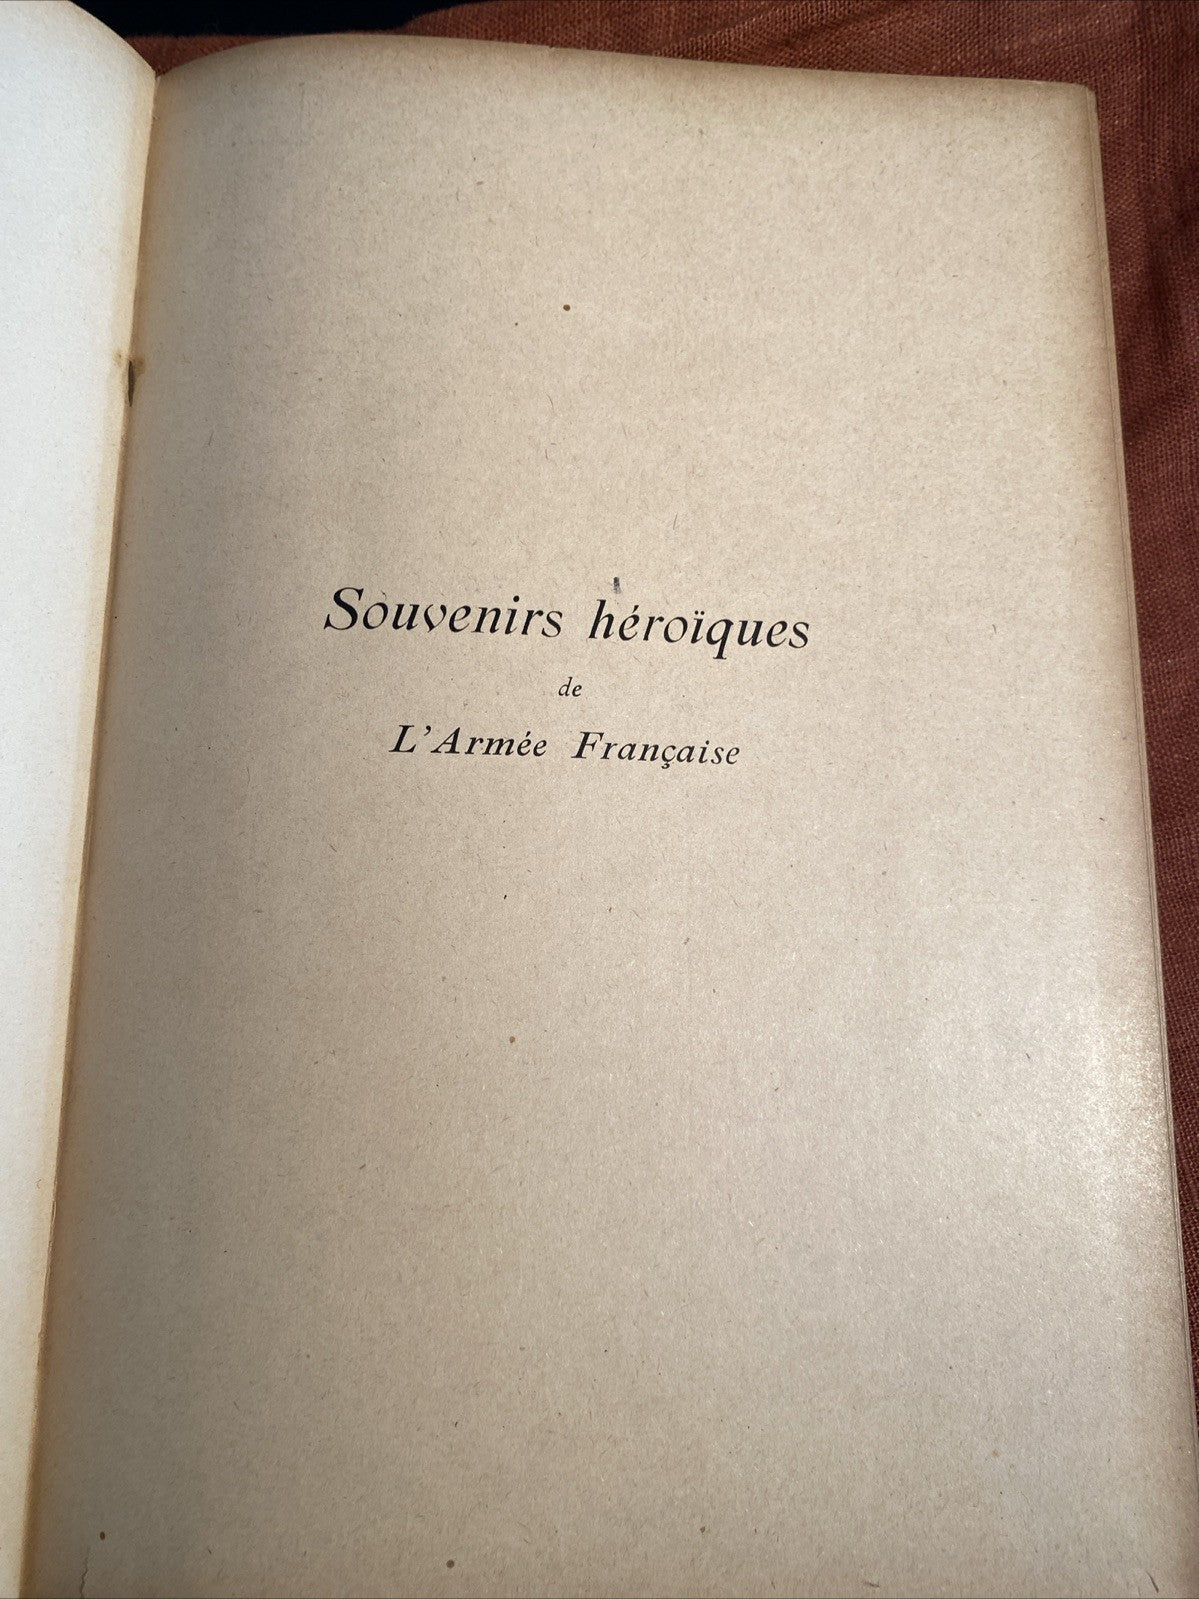 Souvenirs héroïques
de
L'Armée Française